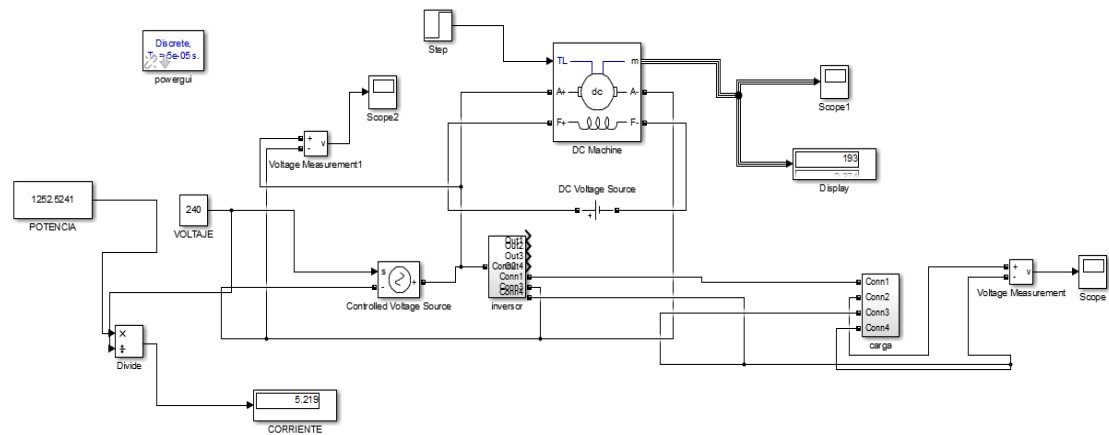 Step
Discrete,
powergui
TL
m
A+
dc
A-
F+
F-
DC Machine
Scope1
Scope2
+
-
v
Voltage Measurement1
193
Display
DC Voltage Source
+
1252.5241
POTENCIA
240
VOLTAJE
s
-
+
Controlled Voltage Source
Out1
Out2
Out3
Out4
Conn1
Conn3
Conn4
inversor
Conn1
Conn2
Conn3
Conn4
carga
+
-
v
Voltage Measurement
Scope
×
÷
Divide
5.219
CORRIENTE